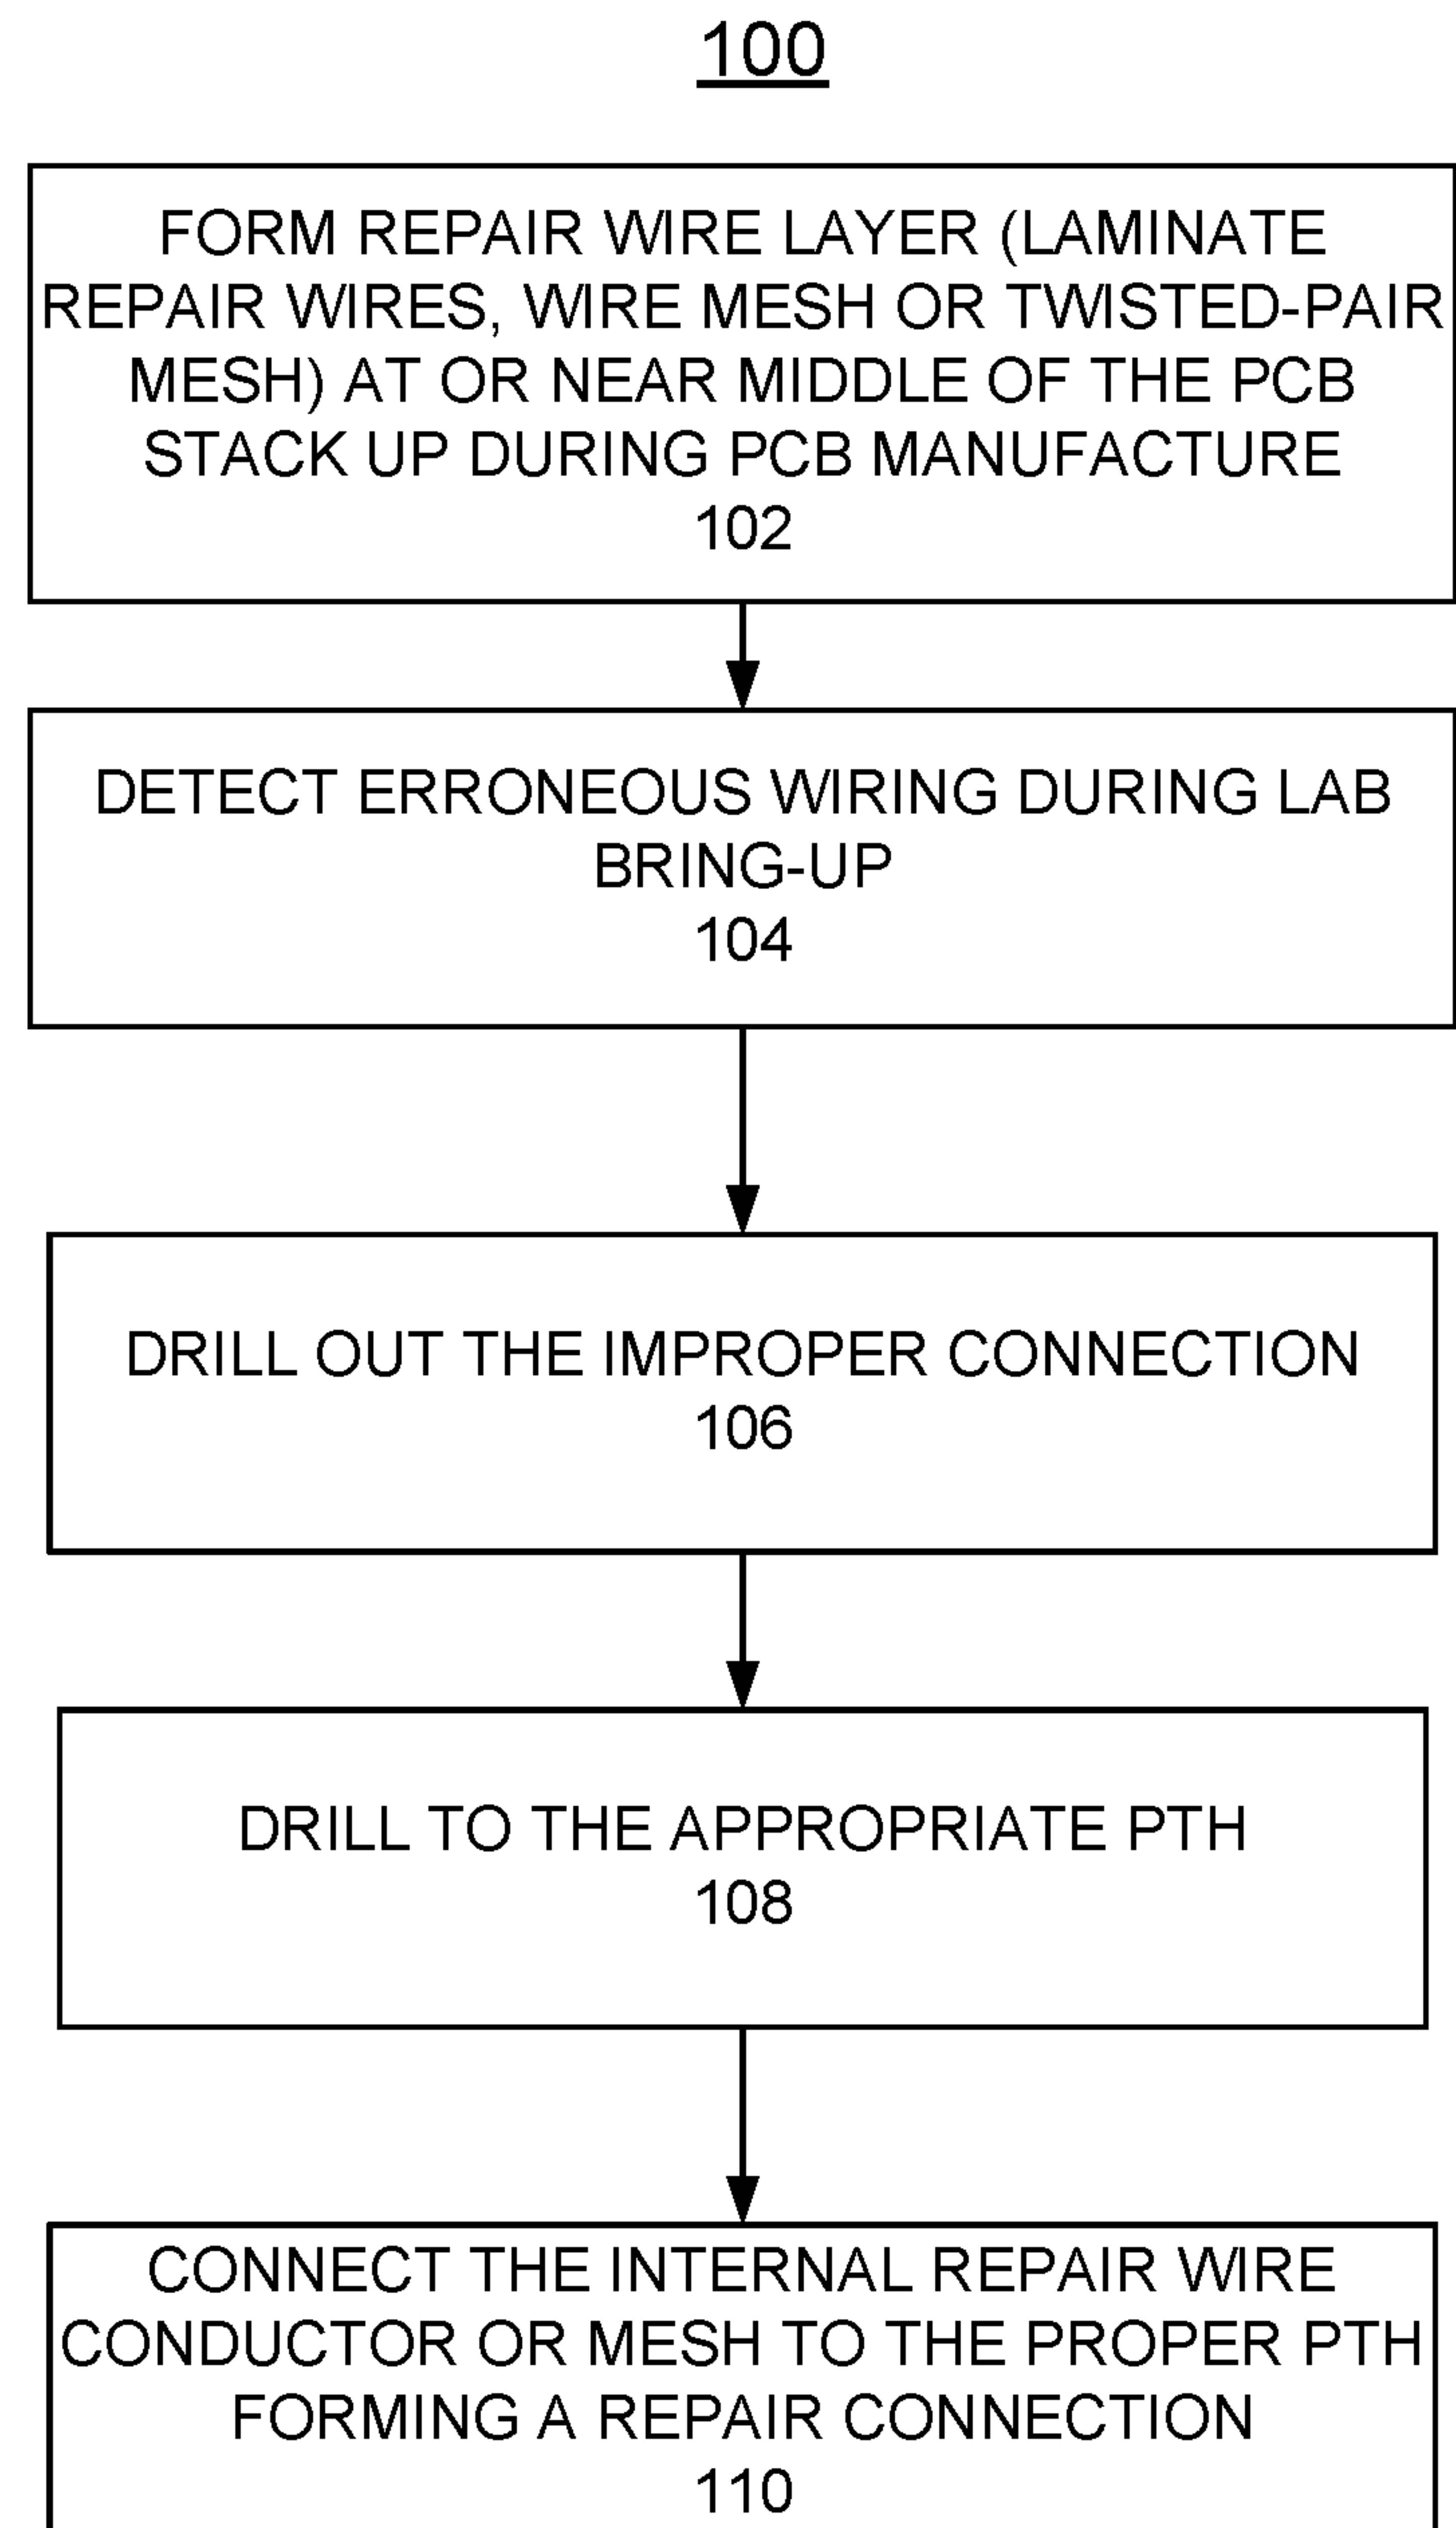 100
FORM REPAIR WIRE LAYER (LAMINATE
REPAIR WIRES, WIRE MESH OR TWISTED-PAIR
MESH) AT OR NEAR MIDDLE OF THE PCB
STACK UP DURING PCB MANUFACTURE
102
DETECT ERRONEOUS WIRING DURING LAB
BRING-UP
104
DRILL OUT THE IMPROPER CONNECTION
106
DRILL TO THE APPROPRIATE PTH
108
CONNECT THE INTERNAL REPAIR WIRE
CONDUCTOR OR MESH TO THE PROPER PTH
FORMING A REPAIR CONNECTION
110